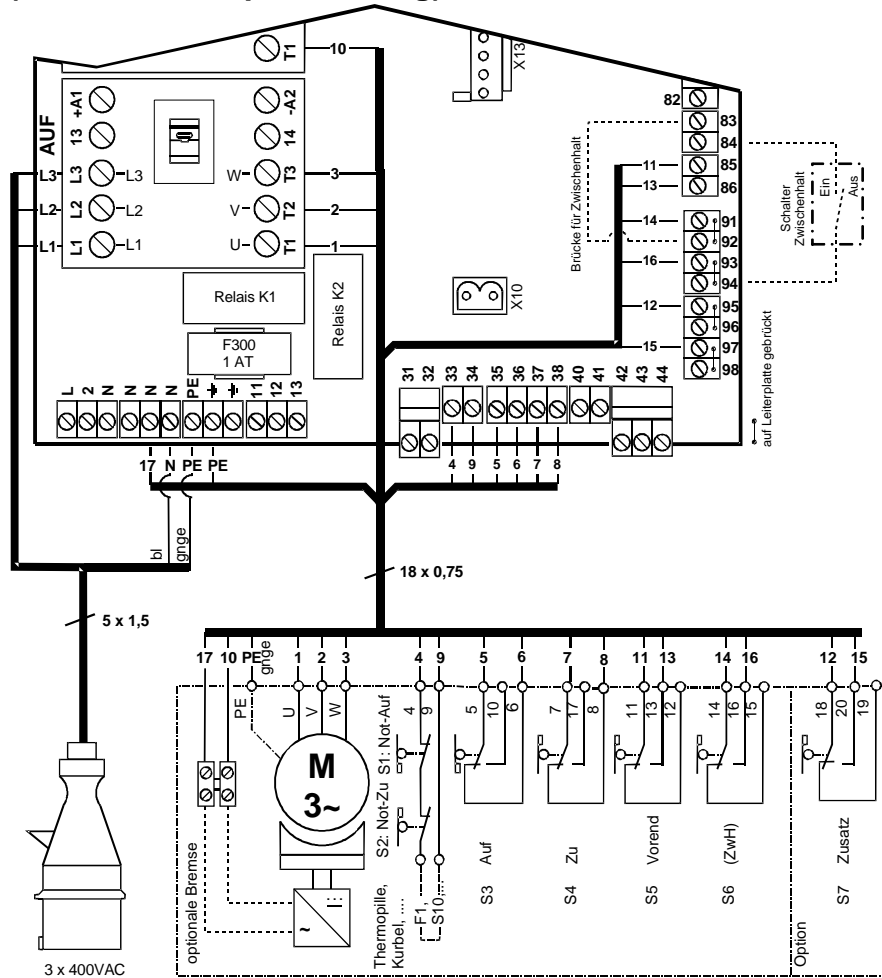 T1
10
X13
+A1
-A2
AUF
13
14
82
83
84
85
86
11
13
L3
L3
L3
W
T3
3
L2
L2
L2
V
T2
2
L1
L1
L1
U
T1
1
Brücke für Zwischenhalt
14
16
12
15
91
92
93
94
95
96
97
98
Schalter
Zwischenhalt
Ein
Aus
auf Leiterplatte gebrückt
Relais K1
Relais K2
X10
F300
1 AT
L
2
N
N
N
N
PE
11
12
13
31
32
33
34
35
36
37
38
40
41
42
43
44
17
N
PE
PE
4
9
5
6
7
8
bl
gnge
18 x 0,75
5 x 1,5
17
10
PE
gnge
1
2
3
4
9
5
6
7
8
11
13
14
16
12
15
PE
U
V
W
4
9
5
10
6
7
17
8
11
13
12
14
16
15
18
20
19
M
3~
S1: Not-Auf
S2: Not-Zu
optionale Bremse
~
Thermopille,
Kurbel, ....
F1,
S10,...
Auf
S3
Zu
S4
Vorend
S5
(ZwH)
S6
Zusatz
S7
Option
3 x 400VAC